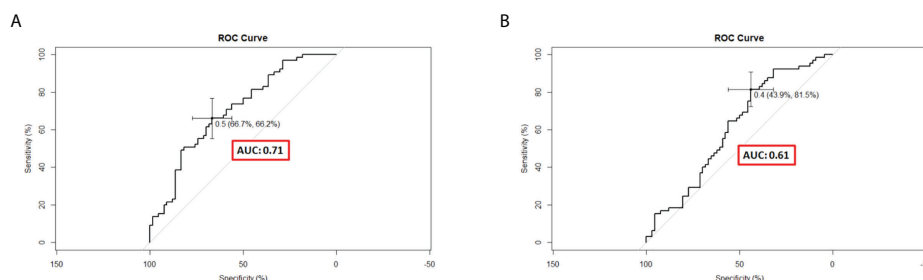 A
B
ROC Curve
ROC Curve
Sensitivity (%)
100
80
60
40
20
0
0.5 (66.7%, 66.2%)
AUC: 0.71
150
100
50
0
-50
Specificity (%)
Sensitivity (%)
100
80
60
40
20
0
0.4 (43.9%, 81.5%)
AUC: 0.61
150
100
50
0
Specificity (%)